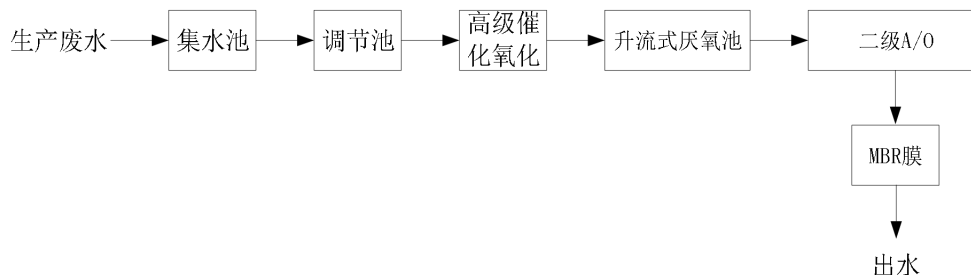 生产废水
集水池
调节池
高级催
化氧化
升流式厌氧池
二级A/O
MBR膜
出水